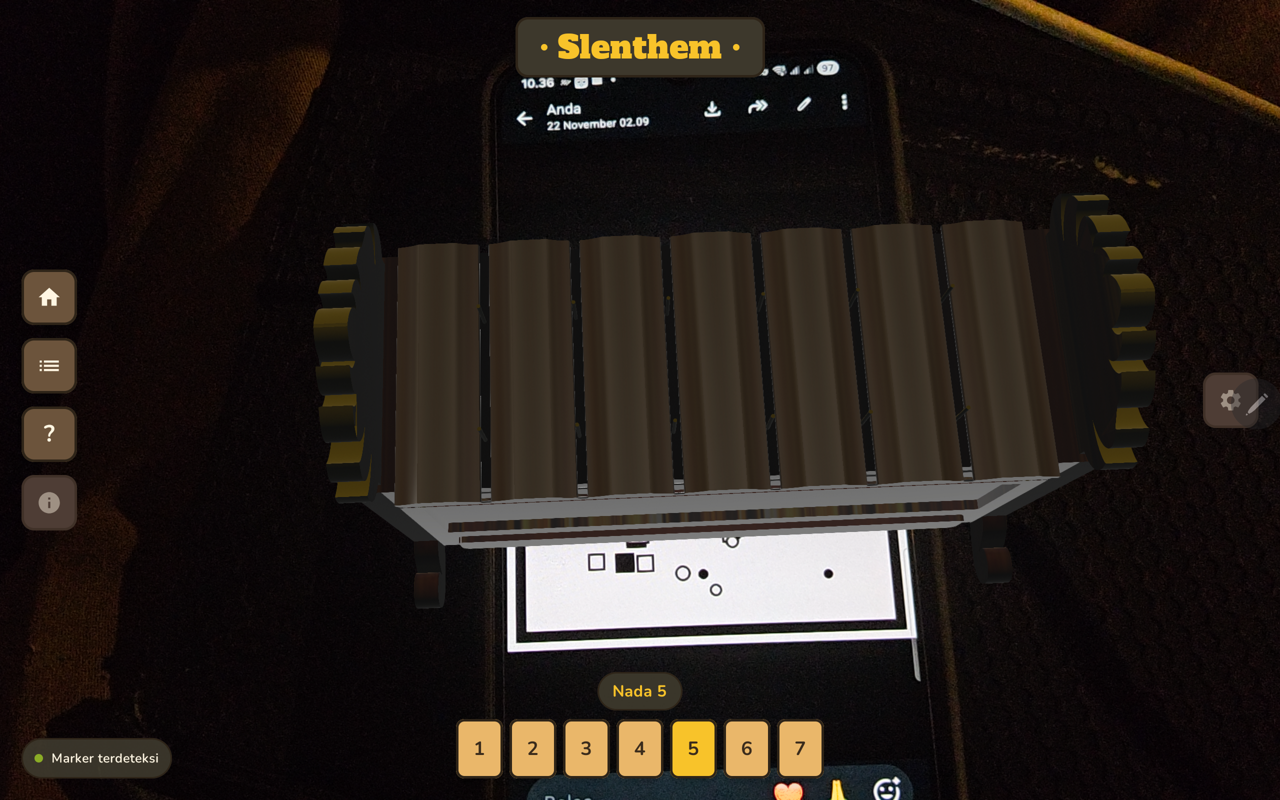 · Slenthem ·
10.36
97
Anda
22 November 02.09
?
Nada 5
1 2 3 4 5 6 7
Marker terdeteksi